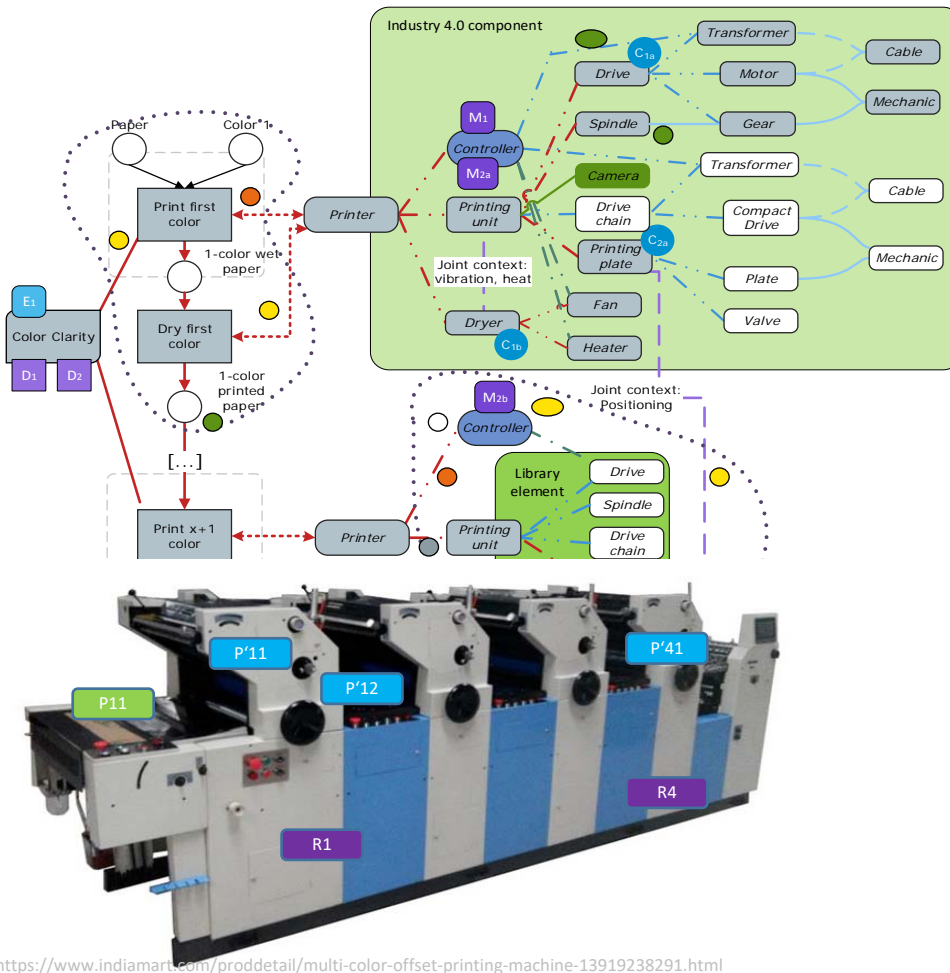 Industry 4.0 component
Transformer
C1a
Cable
Drive
Motor
Mechanic
M1
Paper
Color 1
Spindle
Gear
Controller
Transformer
M2a
Camera
Cable
Print first
color
Printer
Printing
unit
Drive
chain
Compact
Drive
C2a
Printing
plate
Mechanic
1-color wet
paper
Joint context:
vibration, heat
Plate
E1
Color Clarity
Dry first
color
Dryer
Fan
Valve
C1b
Heater
D1
D2
1-color
printed
paper
Joint context:
Positioning
M2b
Controller
[...]
Library
element
Drive
Spindle
Print x+1
color
Printer
Printing
unit
Drive
chain
P‘11
P‘41
P‘12
P11
R4
R1
https://www.indiamart.com/proddetail/multi-color-offset-printing-machine-13919238291.html